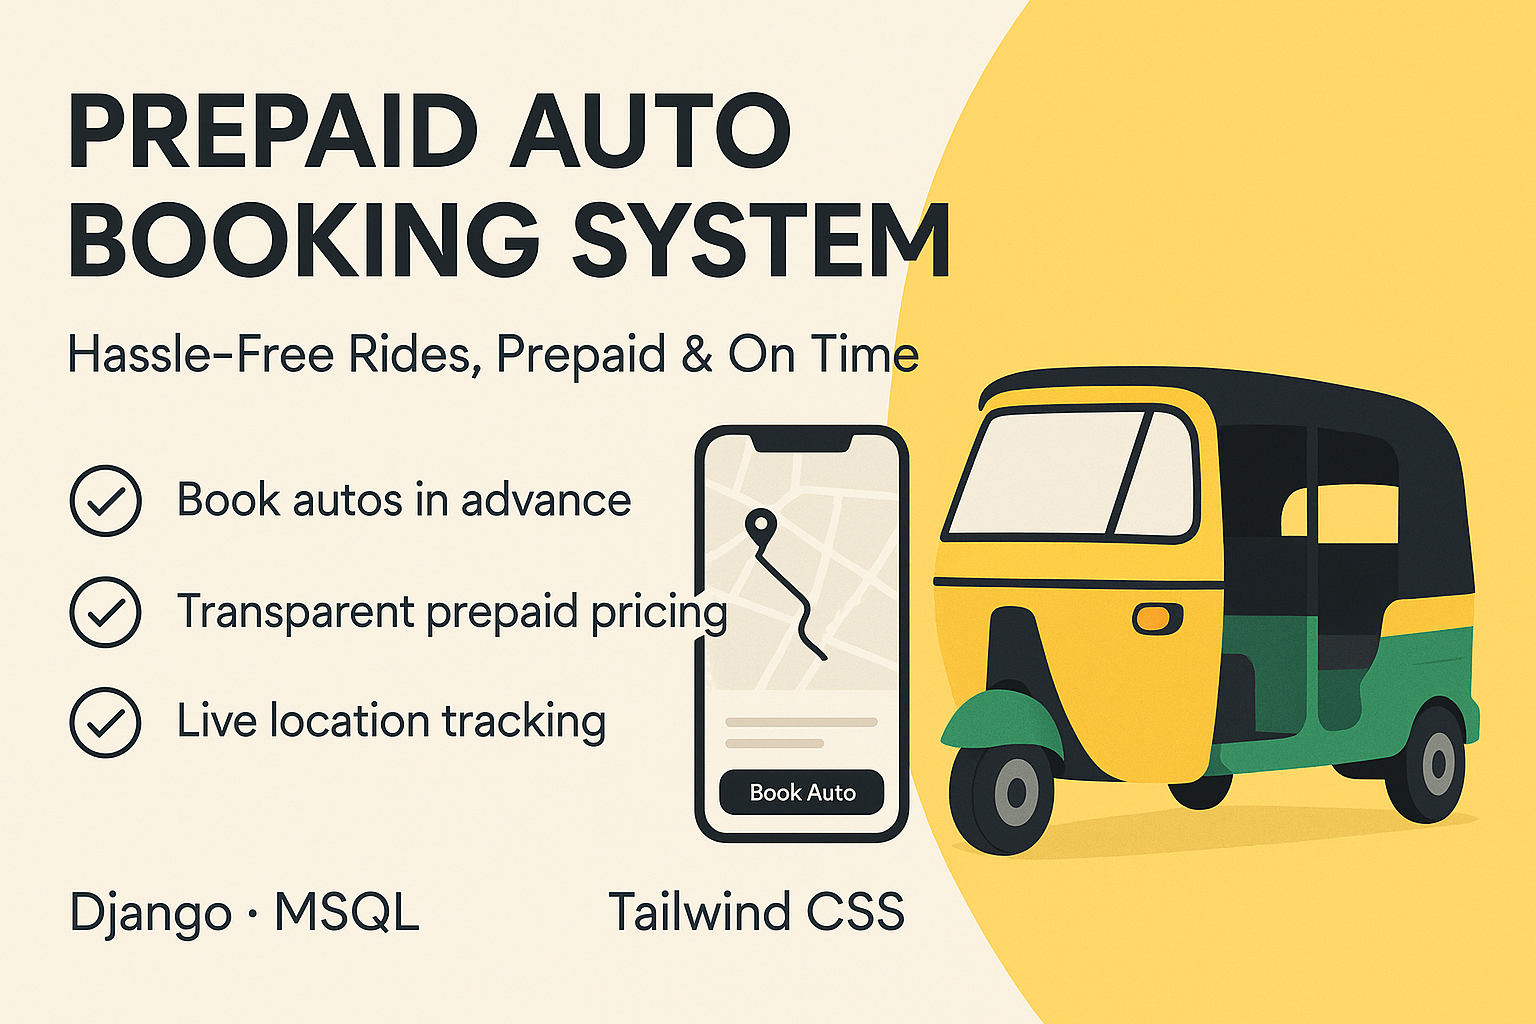 PREPAID AUTO
BOOKING SYSTEM
Hassle-Free Rides, Prepaid & On Time
Book autos in advance
Transparent prepaid pricing
Live location tracking
Book Auto
Django · MSQL
Tailwind CSS